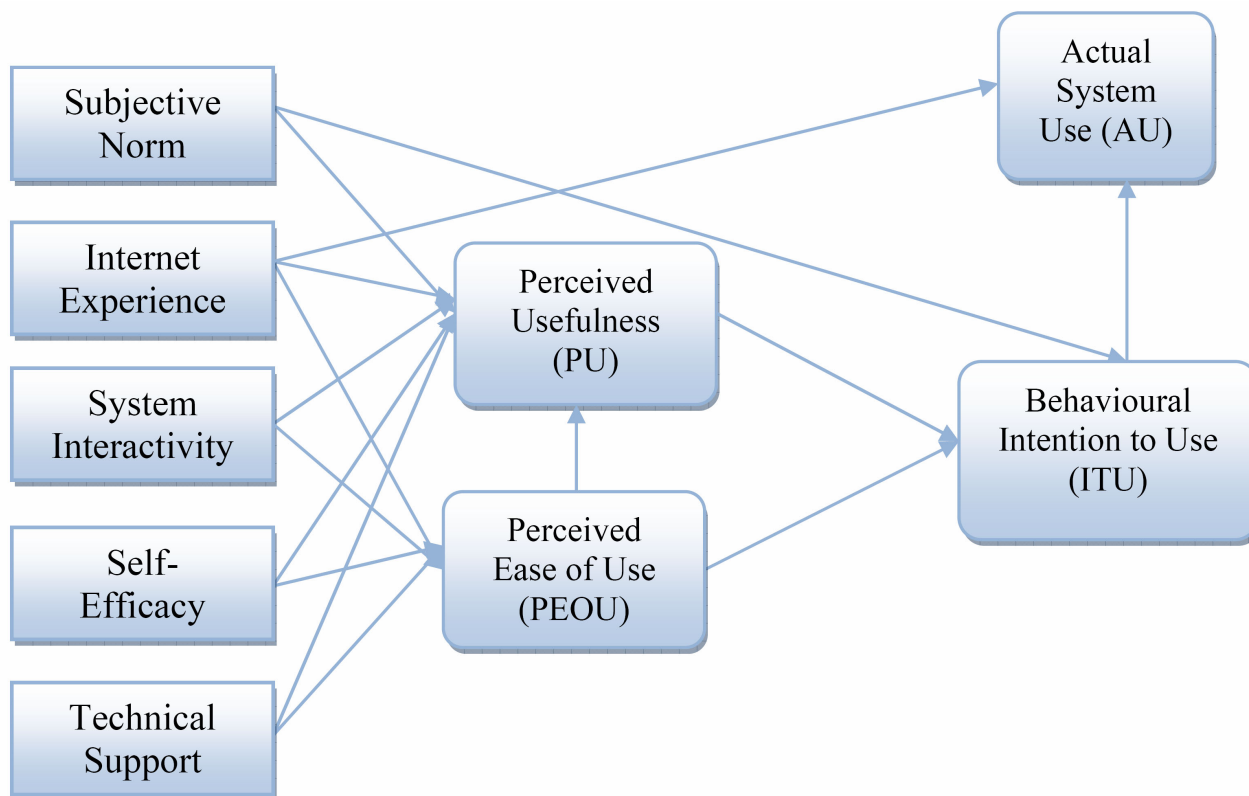 Subjective
Norm
Internet
Experience
System
Interactivity
Self-
Efficacy
Technical
Support
Perceived
Usefulness
(PU)
Perceived
Ease of Use
(PEOU)
Actual
System
Use (AU)
Behavioural
Intention to Use
(ITU)